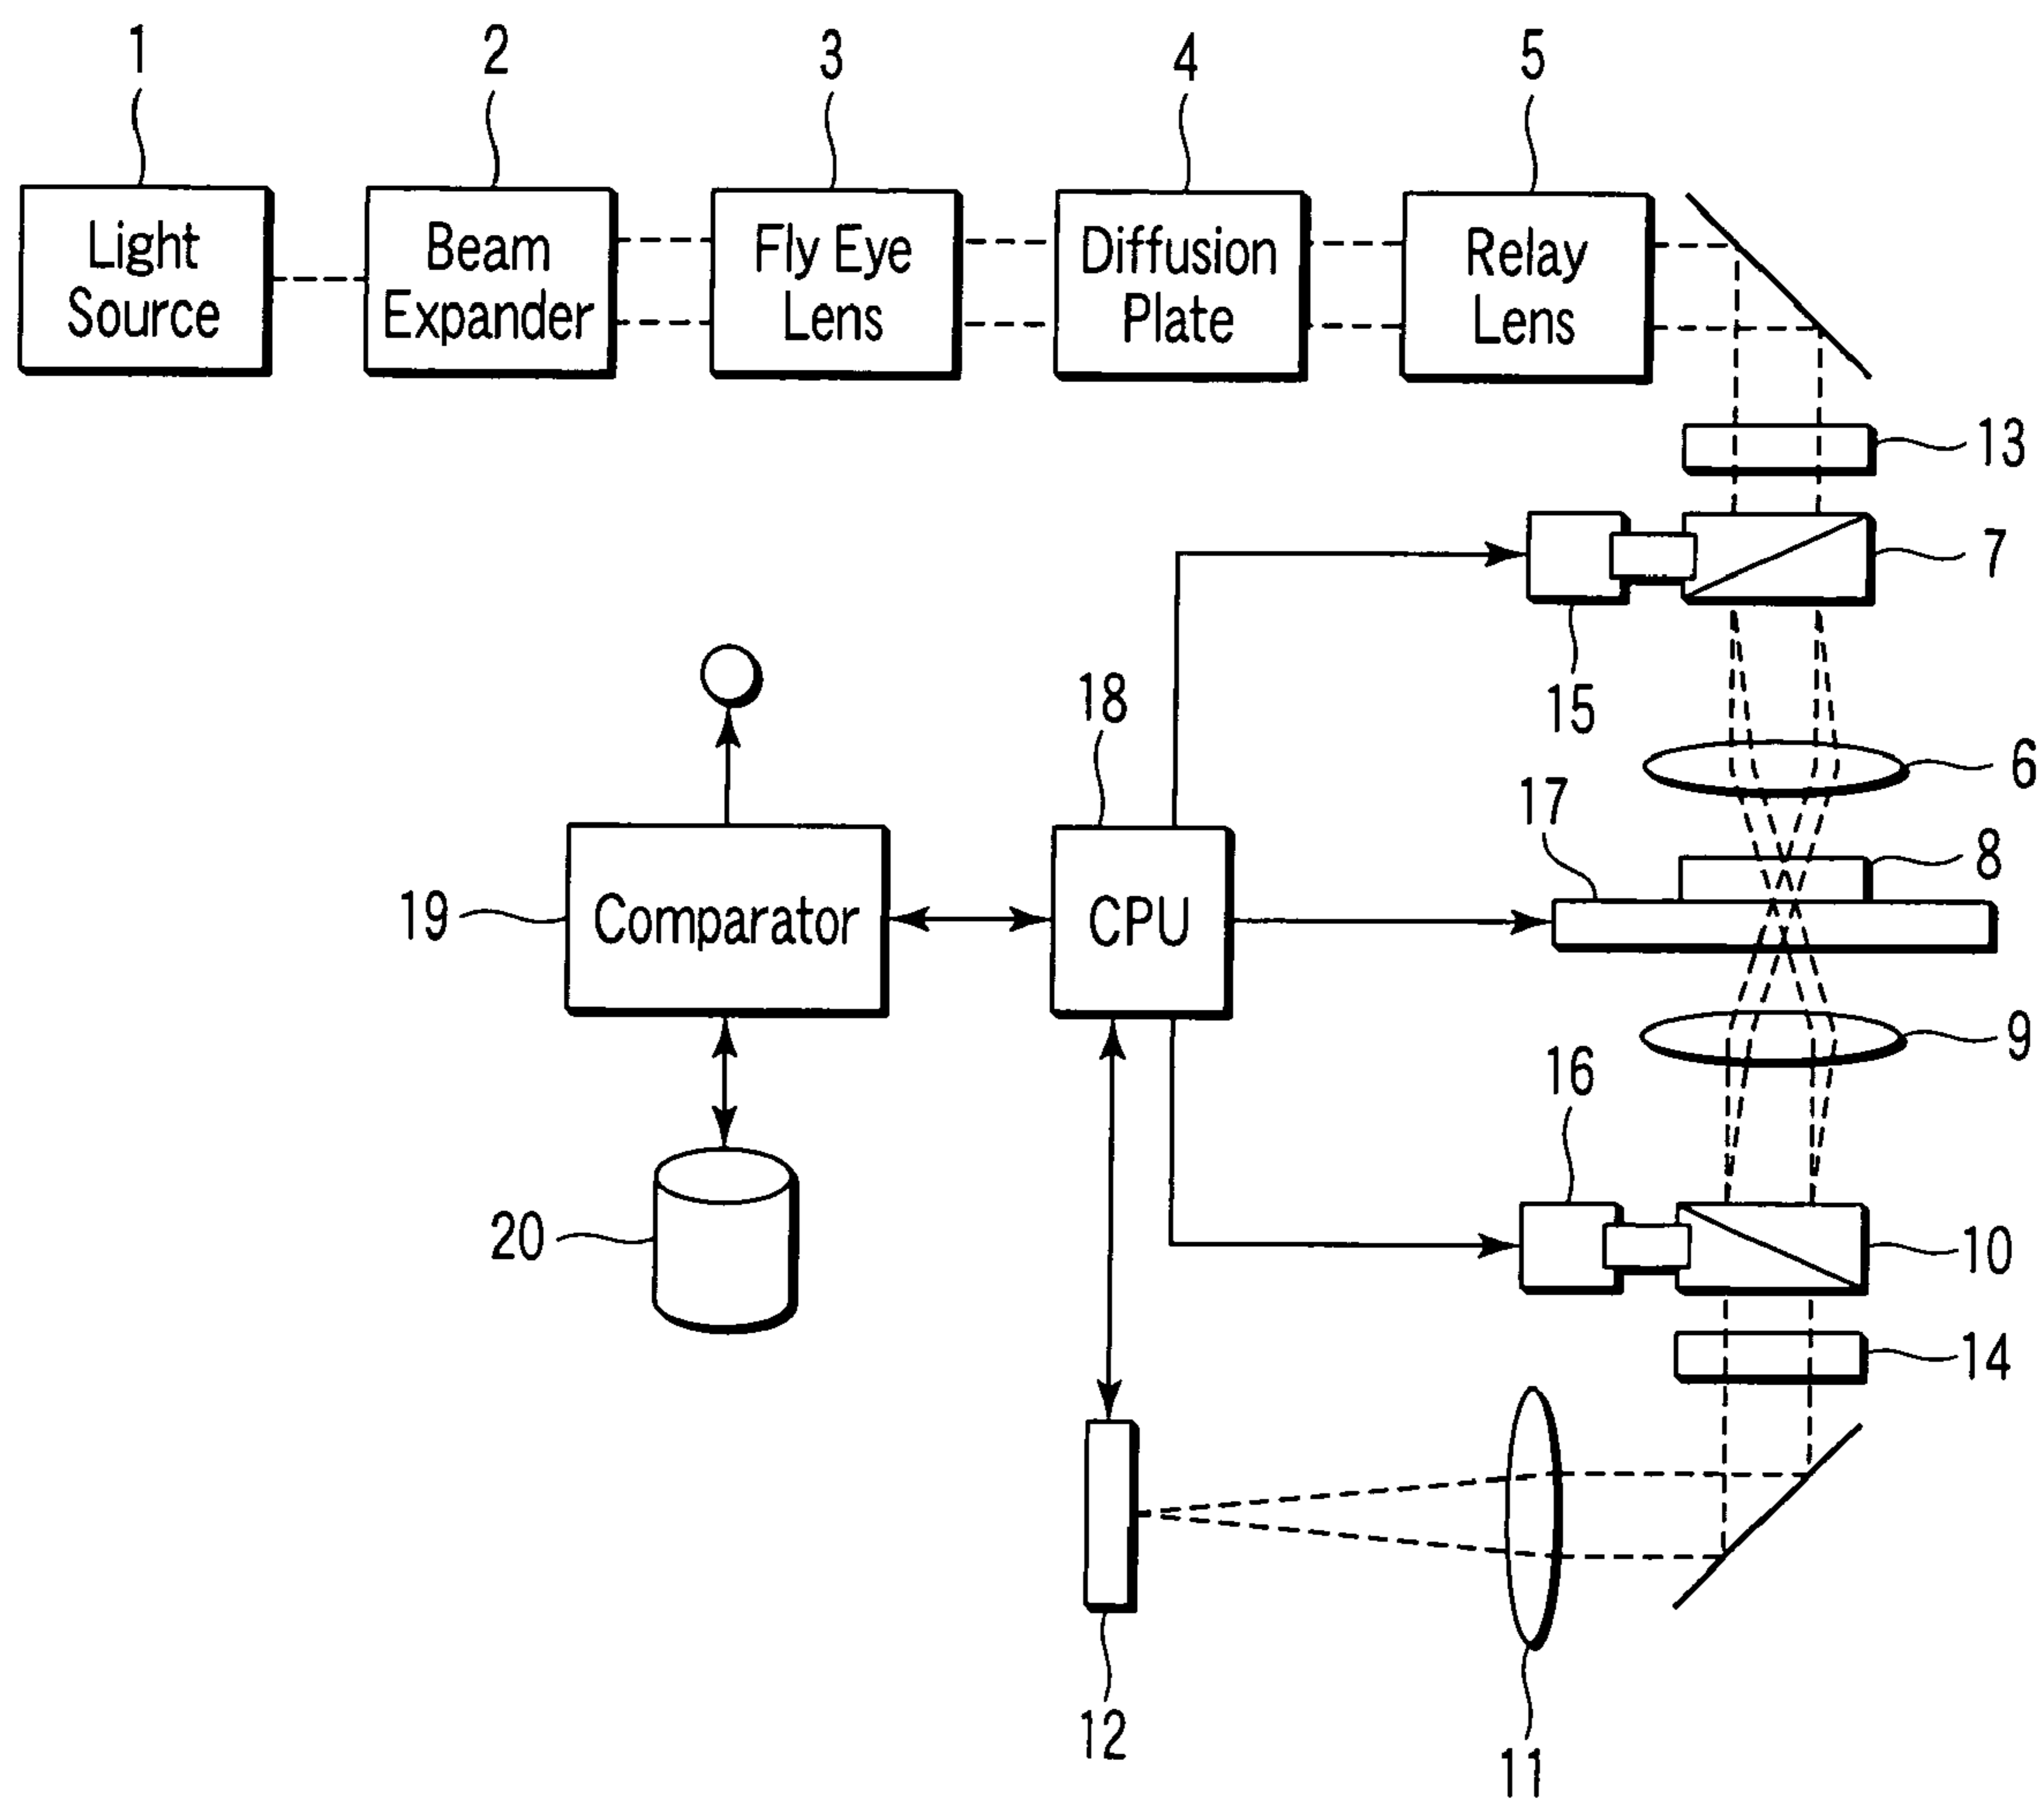 1
2
3
4
5
Light
Source
Beam
Expander
Fly Eye
Lens
Diffusion
Plate
Relay
Lens
13
7
15
18
6
17
8
19
Comparator
CPU
9
16
20
10
14
12
11